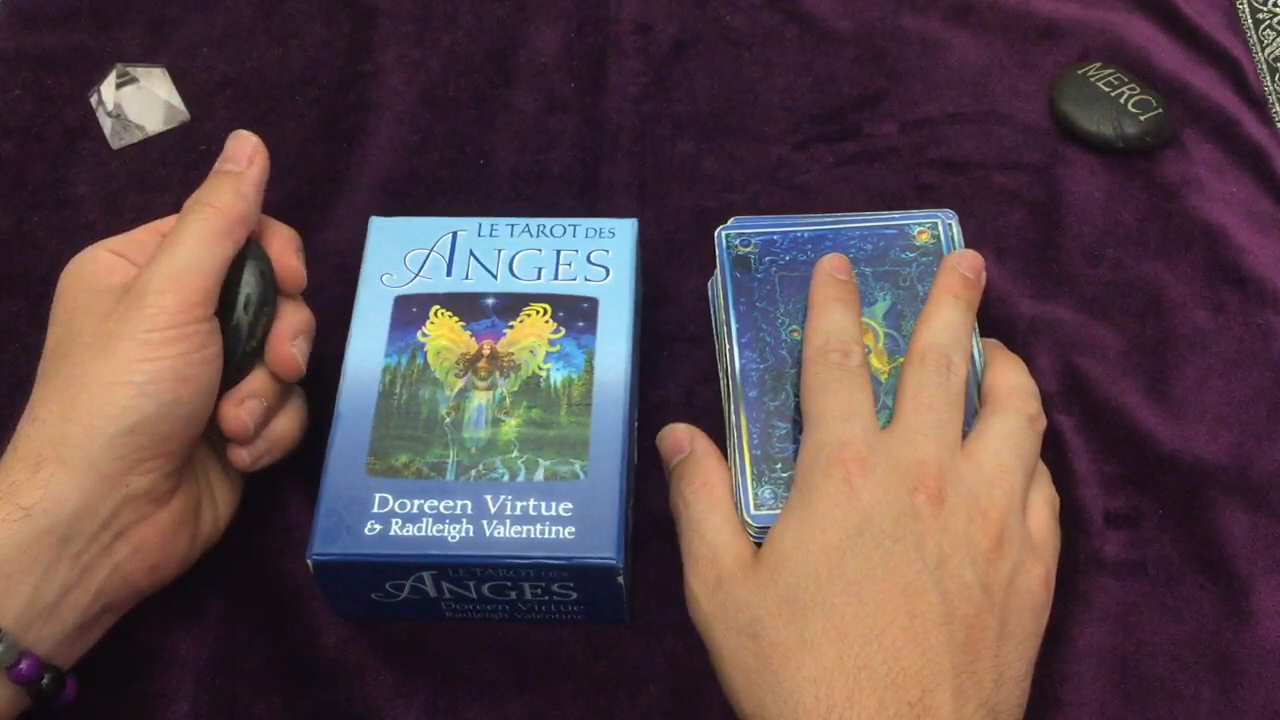 MERCI
LE TAROT DES
ANGES
Doreen Virtue
& Radleigh Valentine
LE TAROT DES
ANGES
Doreen Virtue
Radleigh Valentine